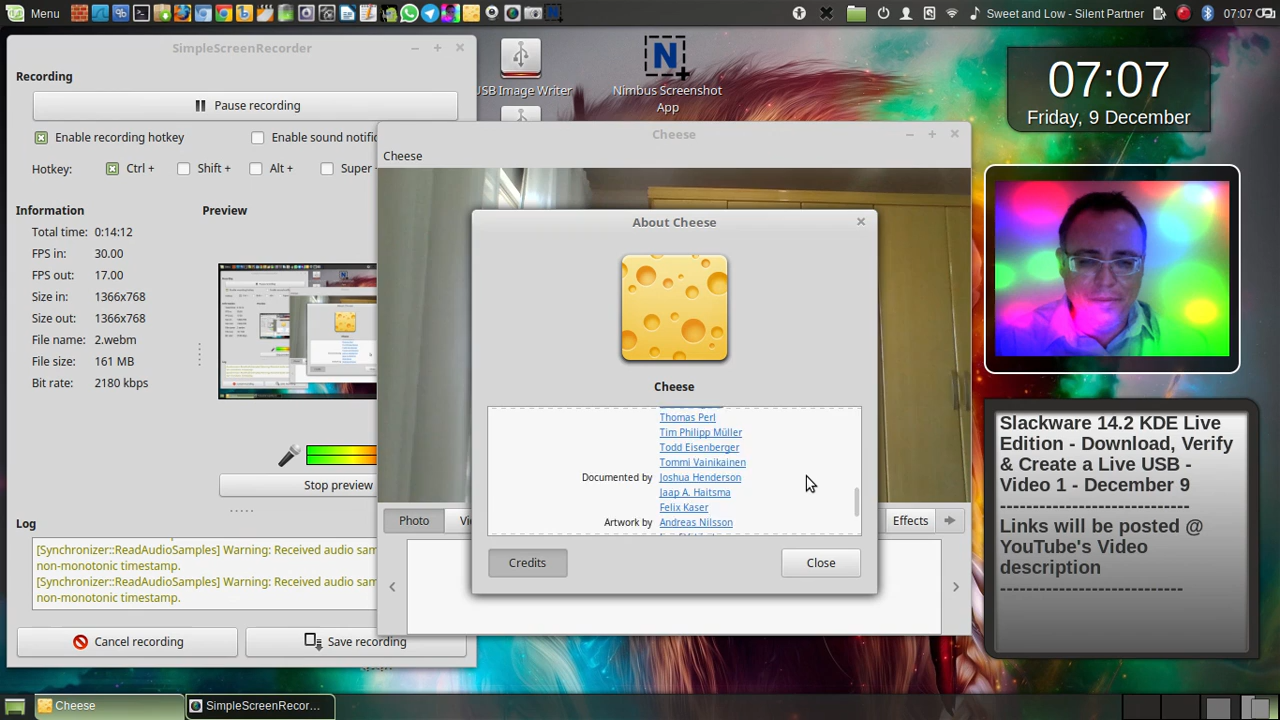 Menu
Sweet and Low - Silent Partner
07:07
SimpleScreenRecorder
Recording
Pause recording
Enable recording hotkey
Enable sound notific
Hotkey:
Ctrl +
Shift +
Alt +
Super
Information
Preview
Total time: 0:14:12
FPS in: 30.00
FPS out: 17.00
Size in: 1366x768
Size out: 1366x768
File name: 2.webm
File size: 161 MB
Bit rate: 2180 kbps
Stop preview
Log
[Synchronizer::ReadAudioSamples] Warning: Received audio sam
non-monotonic timestamp.
[Synchronizer::ReadAudioSamples] Warning: Received audio sam
non-monotonic timestamp.
Cancel recording
Save recording
USB Image Writer
Nimbus Screenshot
App
Cheese
Cheese
About Cheese
Cheese
Thomas Perl
Tim Philipp Müller
Todd Eisenberger
Tommi Vainikainen
Documented by Joshua Henderson
Jaap A. Haitsma
Felix Kaser
Artwork by Andreas Nilsson
Credits
Close
Photo
Effects
07:07
Friday, 9 December
Slackware 14.2 KDE Live
Edition - Download, Verify
& Create a Live USB -
Video 1 - December 9
---------------------------
Links will be posted @
YouTube's Video
description
--------------------------
Cheese
SimpleScreenRecor...